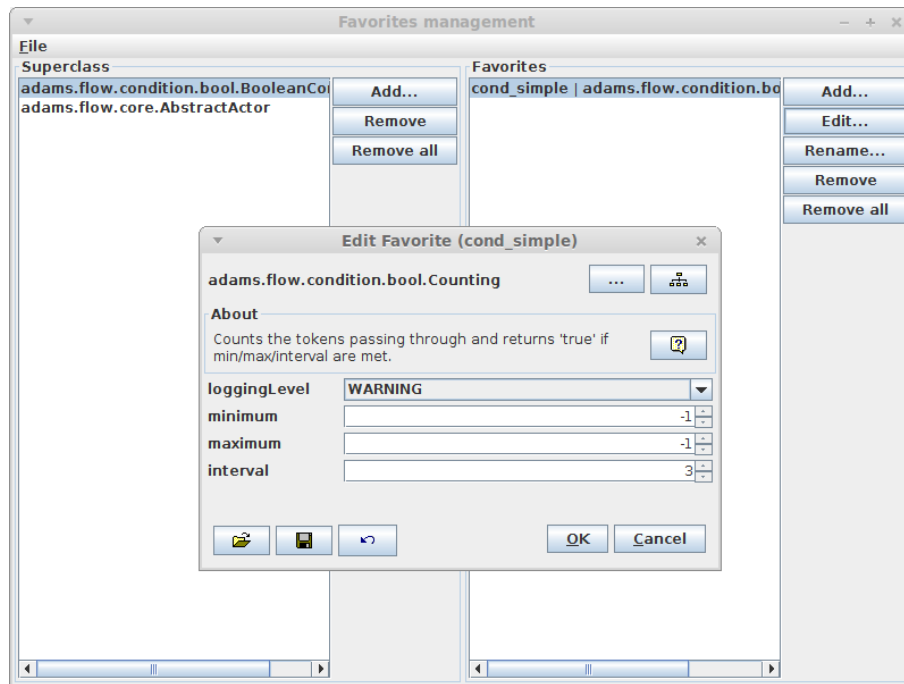 Favorites management
File
Superclass
adams.flow.condition.bool.BooleanCo
adams.flow.core.AbstractActor
Add...
Remove
Remove all
Favorites
cond_simple | adams.flow.condition.bo
Add...
Edit...
Rename...
Remove
Remove all
Edit Favorite (cond_simple)
adams.flow.condition.bool.Counting
...
About
Counts the tokens passing through and returns 'true' if
min/max/interval are met.
loggingLevel WARNING
minimum -1
maximum -1
interval 3
OK Cancel